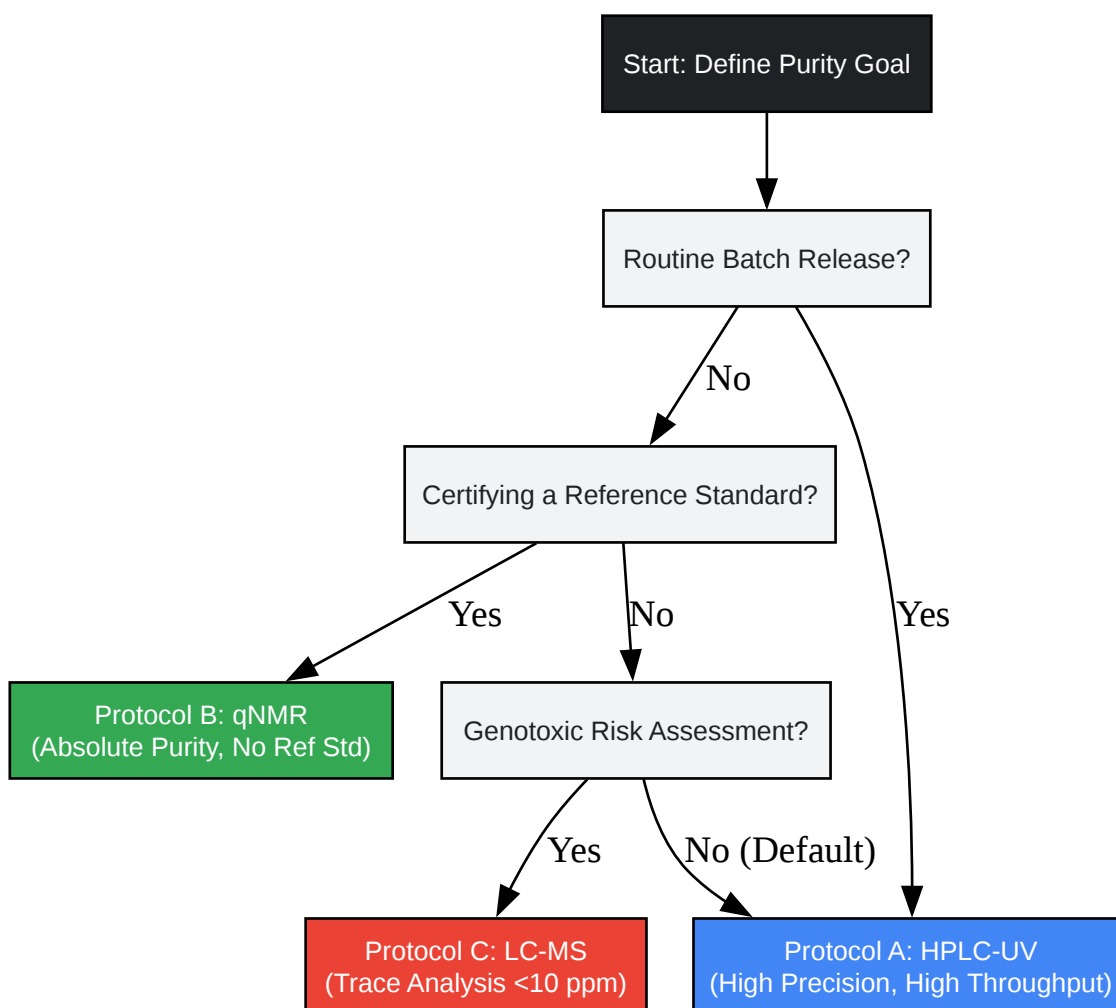 Start: Define Purity Goal
Routine Batch Release?
No
Certifying a Reference Standard?
Yes
No
Yes
Protocol B: qNMR
(Absolute Purity, No Ref Std)
Genotoxic Risk Assessment?
Yes
No (Default)
Protocol C: LC-MS
(Trace Analysis <10 ppm)
Protocol A: HPLC-UV
(High Precision, High Throughput)